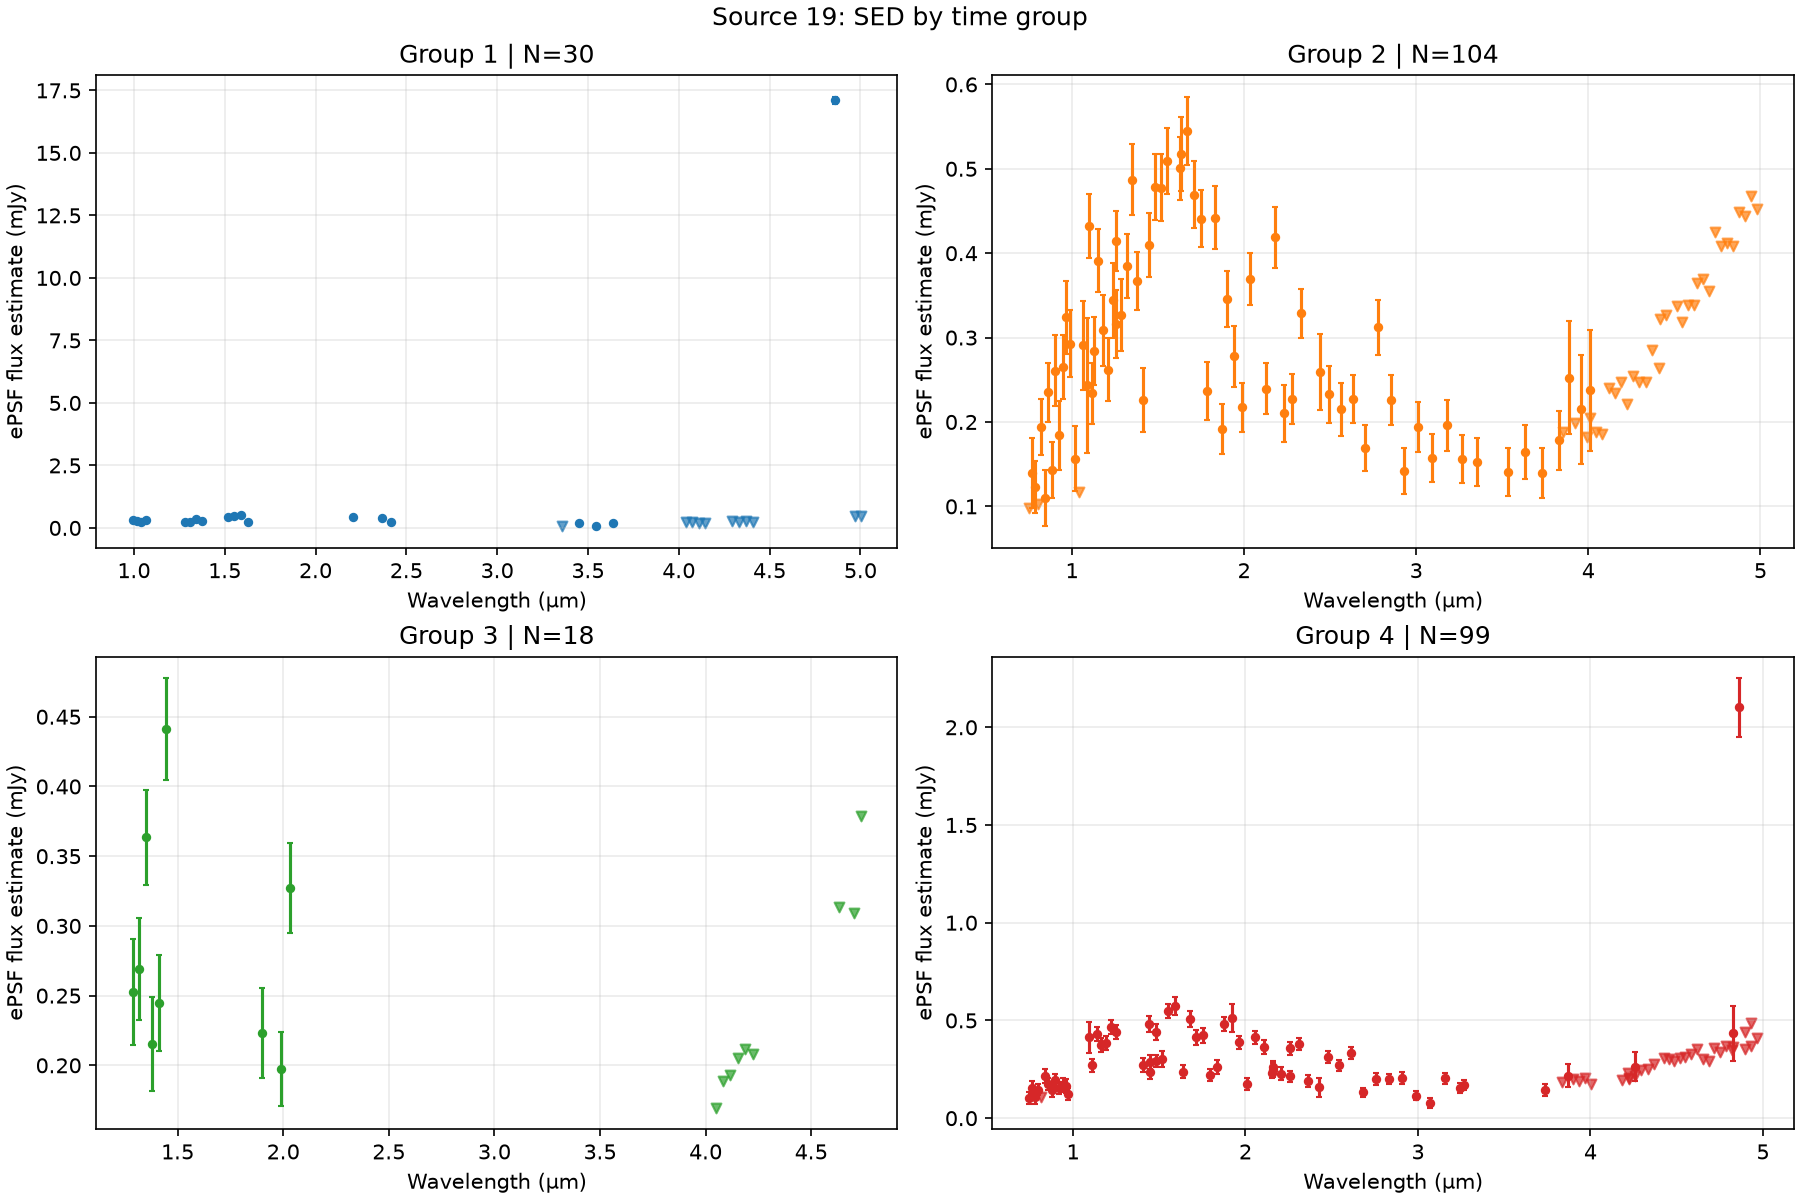 Source 19: SED by time group
Group 1 | N=30
ePSF flux estimate (mJy)
17.5
15.0
12.5
10.0
7.5
5.0
2.5
0.0
1.0 1.5 2.0 2.5 3.0 3.5 4.0 4.5 5.0
Wavelength (µm)
Group 2 | N=104
ePSF flux estimate (mJy)
0.6
0.5
0.4
0.3
0.2
0.1
1 2 3 4 5
Wavelength (µm)
Group 3 | N=18
ePSF flux estimate (mJy)
0.45
0.40
0.35
0.30
0.25
0.20
1.5 2.0 2.5 3.0 3.5 4.0 4.5
Wavelength (µm)
Group 4 | N=99
ePSF flux estimate (mJy)
2.0
1.5
1.0
0.5
0.0
1 2 3 4 5
Wavelength (µm)